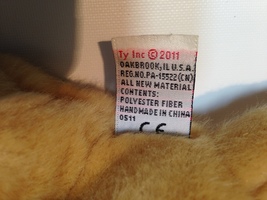 Ty Inc © 2011
OAKBROOK, IL U.S.A.
REG.NO.PA-15522(CN)
ALL NEW MATERIAL
CONTENTS:
POLYESTER FIBER
HANDMADE IN CHINA
0511
CE